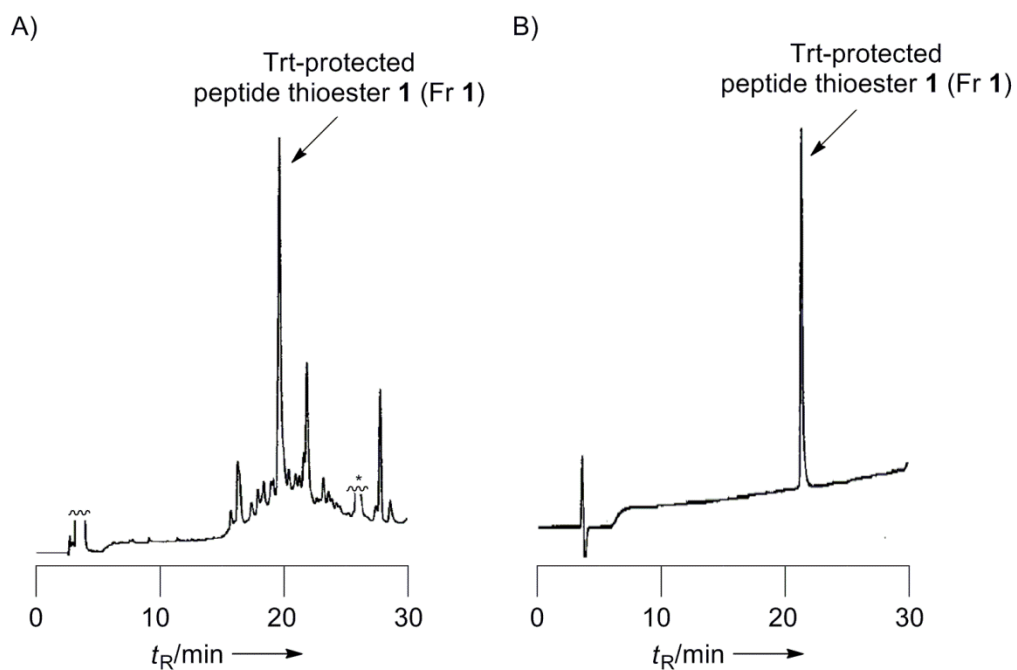 A)
Trt-protected
peptide thioester 1 (Fr 1)
*
0 10 20 30
tR/min
B)
Trt-protected
peptide thioester 1 (Fr 1)
0 10 20 30
tR/min